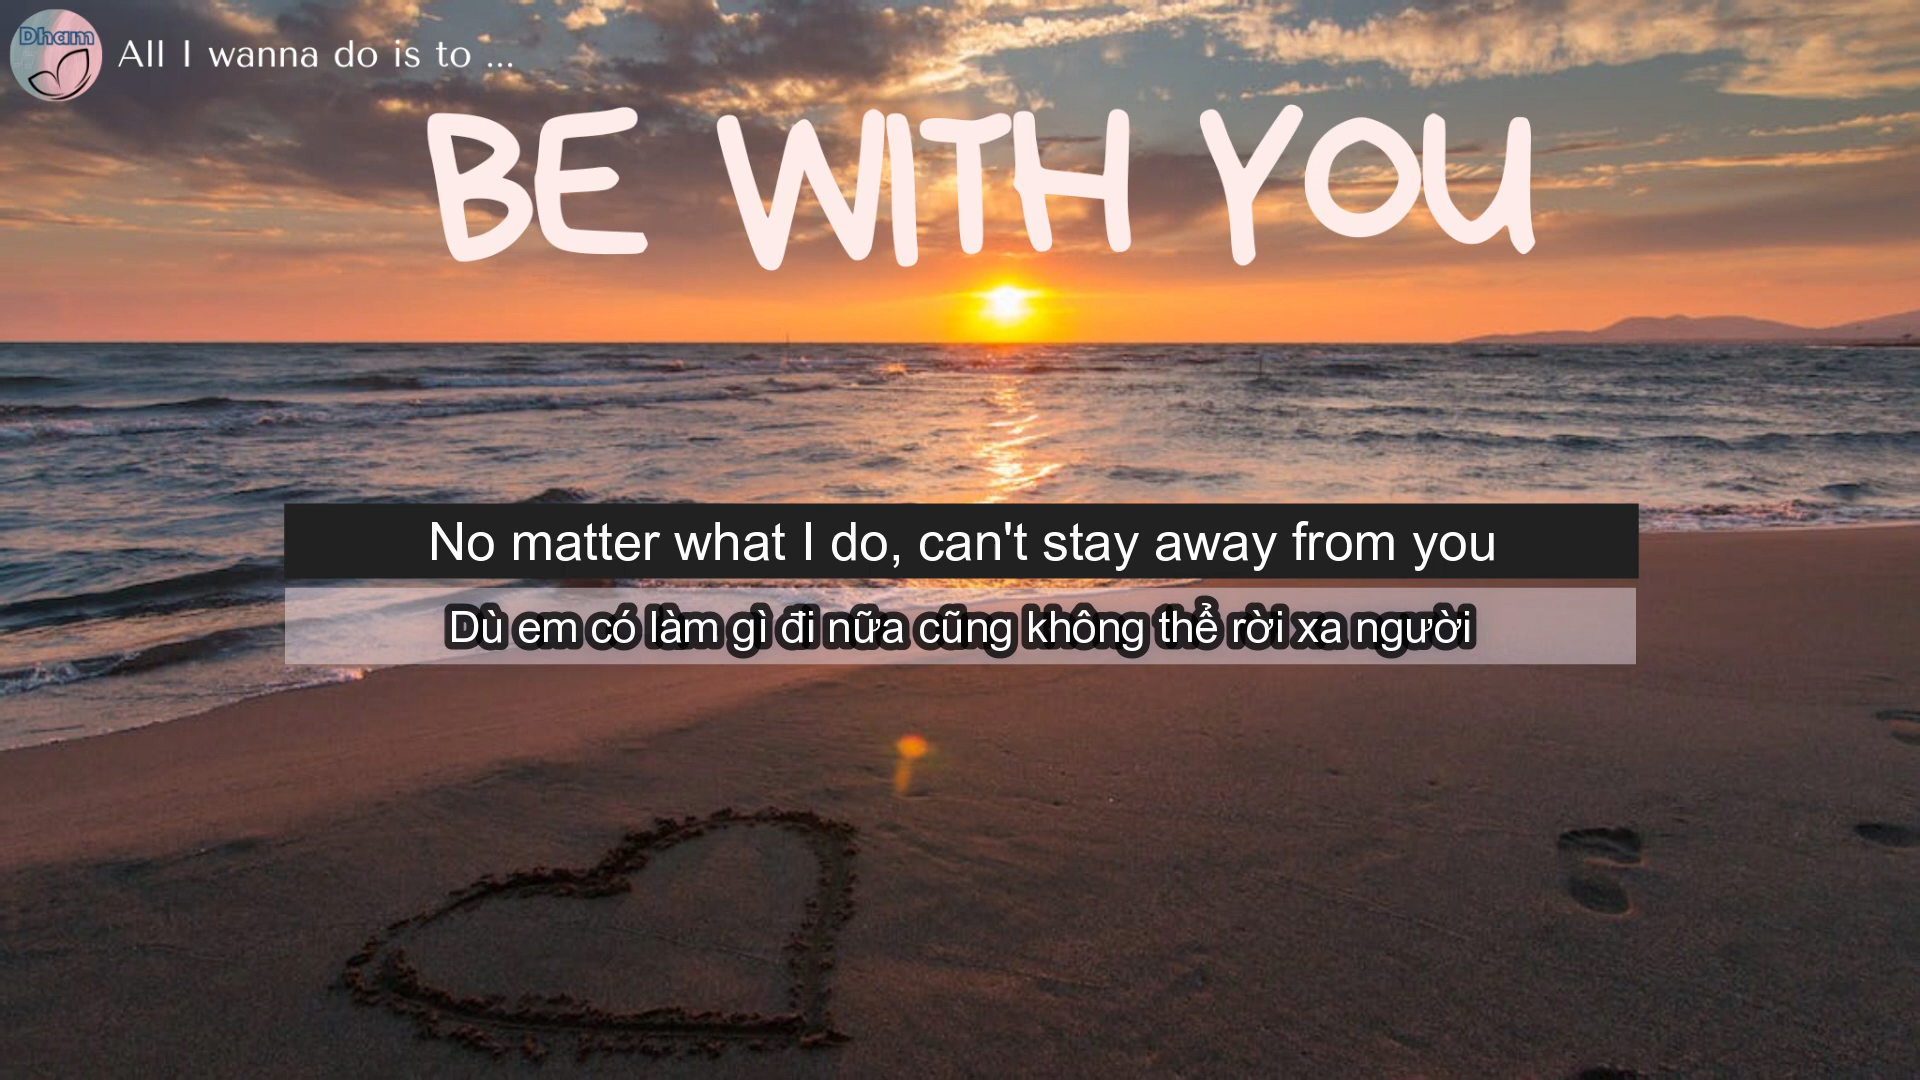 Dham
All I wanna do is to ...
BE WITH YOU
No matter what I do, can't stay away from you
Dù em có làm gì đi nữa cũng không thể rời xa người